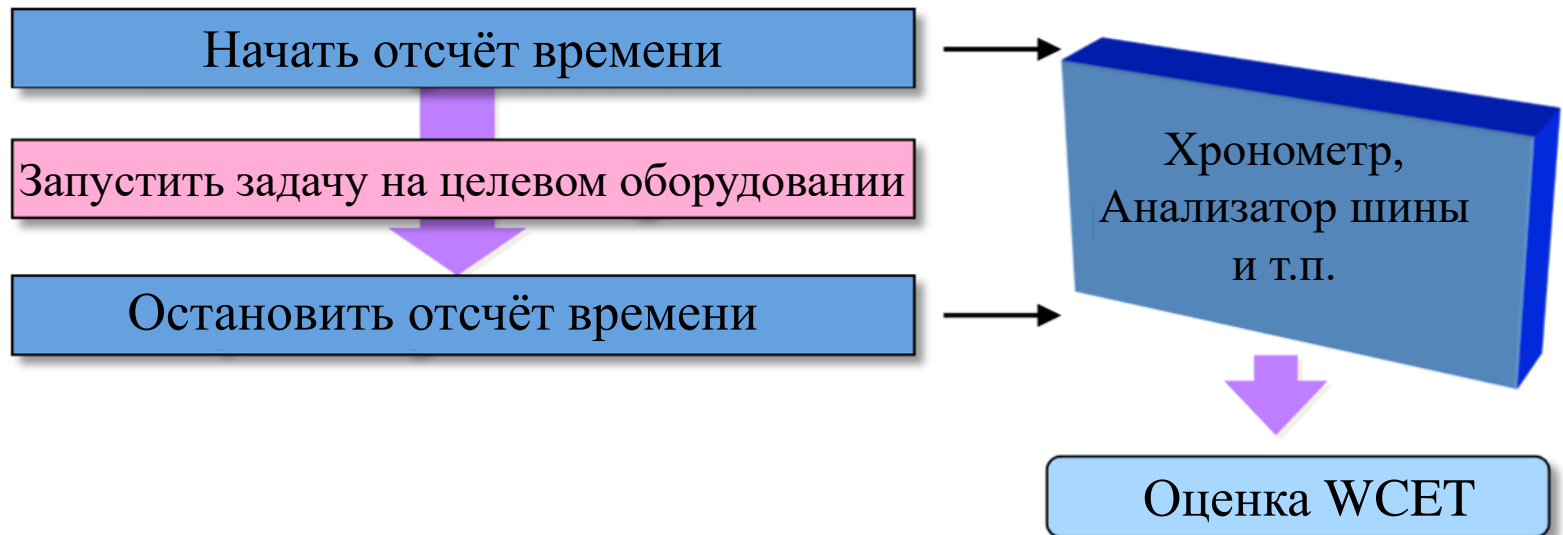 Начать отсчёт времени
Запустить задачу на целевом оборудовании
Остановить отсчёт времени
Хронометр,
Анализатор шины
и т.п.
Оценка WCET